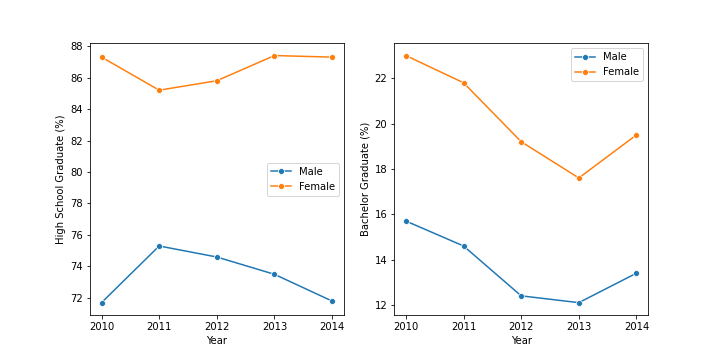 88
86
84
82
80
78
76
74
72
High School Graduate (%)
2010 2011 2012 2013 2014
Year
Male
Female
22
20
18
16
14
12
Bachelor Graduate (%)
2010 2011 2012 2013 2014
Year
Male
Female